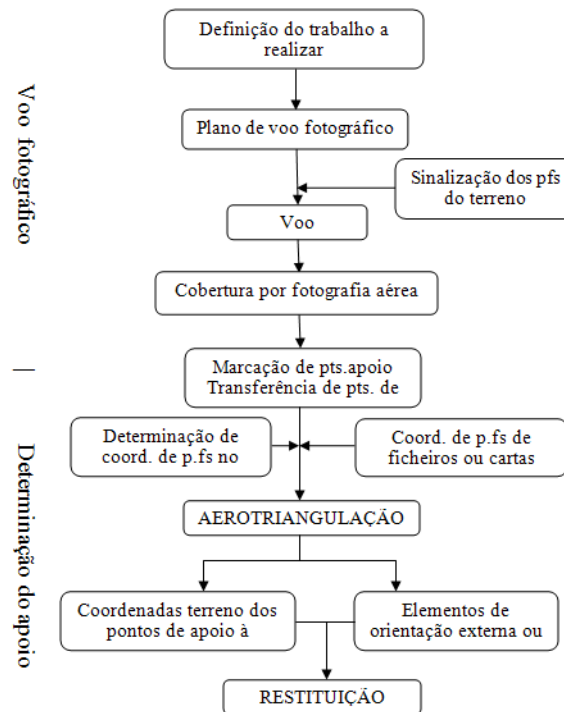 Definição do trabalho a
realizar
Plano de voo fotográfico
Sinalização dos pfs
do terreno
Voo
Cobertura por fotografia aérea
Voo fotográfico
|
Marcação de pts.apoio
Transferência de pts. de
Determinação de
coord. de p.fs no
Coord. de p.fs de
ficheiros ou cartas
AEROTRIANGULAÇÃO
Coordenadas terreno dos
pontos de apoio à
Elementos de
orientação externa ou
RESTITUIÇÃO
Determinação do apoio